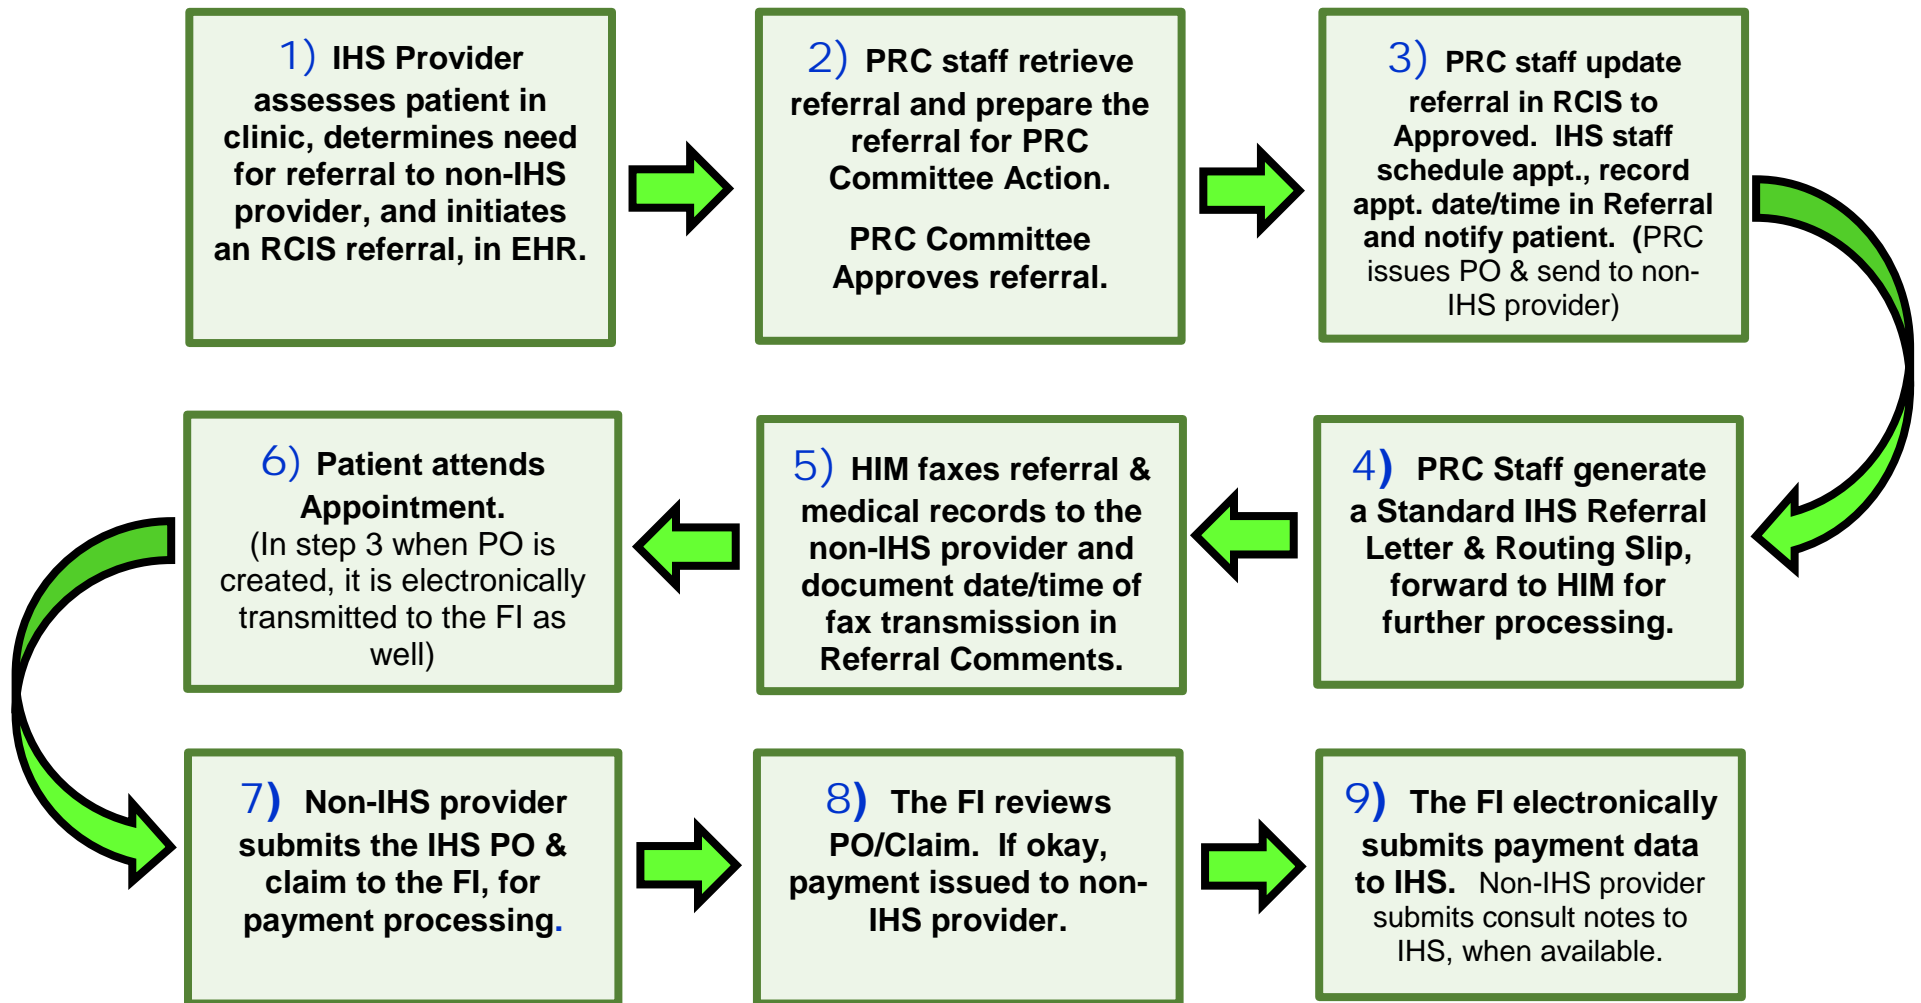 1) IHS Provider
assesses patient in
clinic, determines need
for referral to non-IHS
provider, and initiates
an RCIS referral, in EHR.
2) PRC staff retrieve
referral and prepare the
referral for PRC
Committee Action.
PRC Committee
Approves referral.
3) PRC staff update
referral in RCIS to
Approved. IHS staff
schedule appt., record
appt. date/time in Referral
and notify patient. (PRC
issues PO & send to non-
IHS provider)
4) PRC Staff generate
a Standard IHS Referral
Letter & Routing Slip,
forward to HIM for
further processing.
5) HIM faxes referral &
medical records to the
non-IHS provider and
document date/time of
fax transmission in
Referral Comments.
6) Patient attends
Appointment.
(In step 3 when PO is
created, it is electronically
transmitted to the FI as
well)
7) Non-IHS provider
submits the IHS PO &
claim to the FI, for
payment processing.
8) The FI reviews
PO/Claim. If okay,
payment issued to non-
IHS provider.
9) The FI electronically
submits payment data
to IHS. Non-IHS provider
submits consult notes to
IHS, when available.